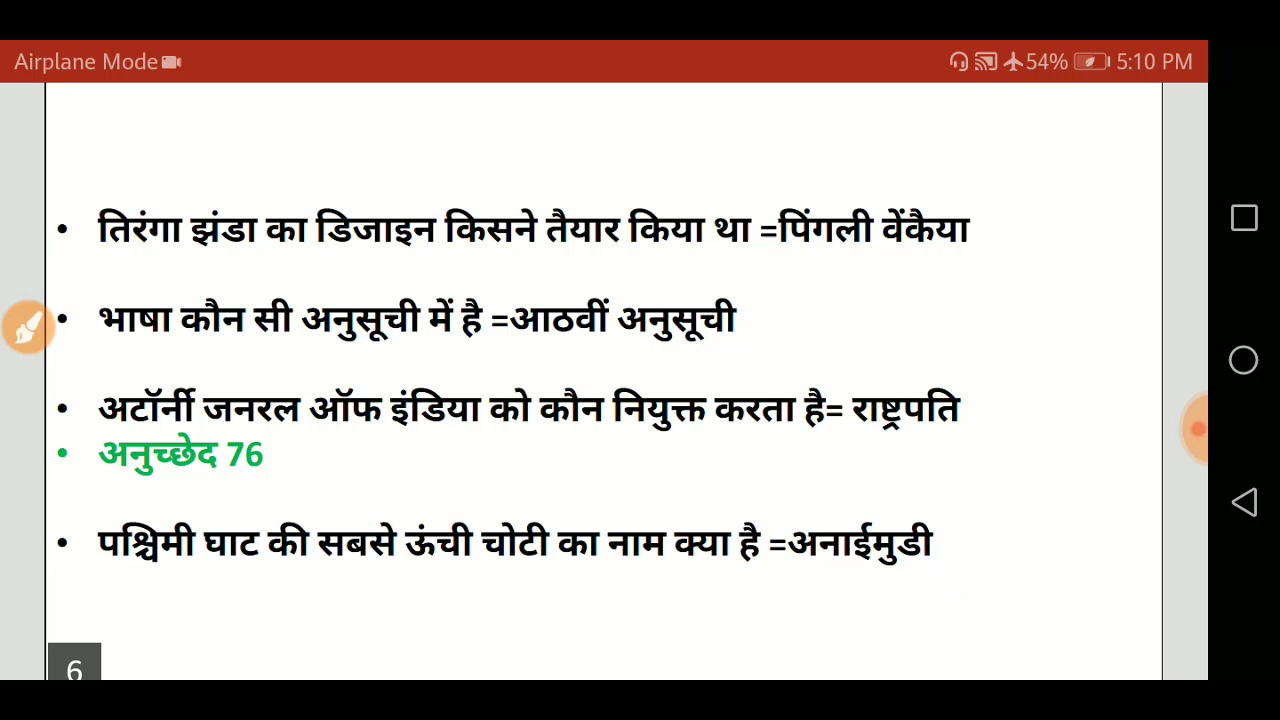 Airplane Mode 54% 5:10 PM
• तिरंगा झंडा का डिजाइन किसने तैयार किया था =पिंगली वेंकैया
• भाषा कौन सी अनुसूची में है =आठवीं अनुसूची
• अटॉर्नी जनरल ऑफ इंडिया को कौन नियुक्त करता है= राष्ट्रपति
• अनुच्छेद 76
• पश्चिमी घाट की सबसे ऊंची चोटी का नाम क्या है =अनाईमुडी
6